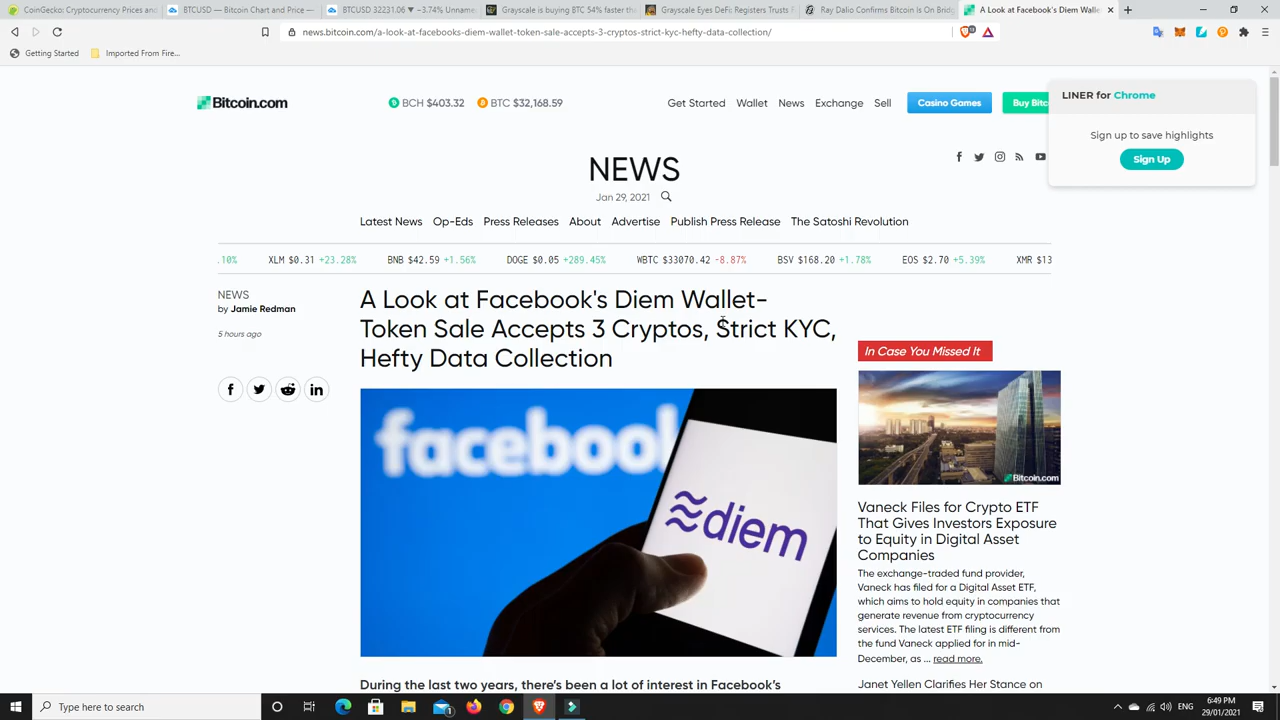 CoinGecko: Cryptocurrency Prices and
BTCUSD — Bitcoin Chart and Price —
BTCUSD 32231.06 ▼ −3.74% Unname
Grayscale is buying BTC 54% faster tha
Grayscale Eyes Defi: Registers Trusts F
Ray Dalio Confirms Bitcoin Is On Bridg
A Look at Facebook's Diem Wallet-
news.bitcoin.com/a-look-at-facebooks-diem-wallet-token-sale-accepts-3-cryptos-strict-kyc-hefty-data-collection/
Getting Started
Imported From Fire...
Bitcoin.com
BCH $403.32
BTC $32,168.59
Get Started
Wallet
News
Exchange
Sell
Casino Games
Buy Bitc
LINER for Chrome
Sign up to save highlights
Sign Up
NEWS
Jan 29, 2021
Latest News
Op-Eds
Press Releases
About
Advertise
Publish Press Release
The Satoshi Revolution
.10%
XLM $0.31 +23.28%
BNB $42.59 +1.56%
DOGE $0.05 +289.45%
WBTC $33070.42 -8.87%
BSV $168.20 +1.78%
EOS $2.70 +5.39%
XMR $13
NEWS
by Jamie Redman
5 hours ago
A Look at Facebook's Diem Wallet-
Token Sale Accepts 3 Cryptos, Strict KYC,
Hefty Data Collection
facebook
diem
During the last two years, there's been a lot of interest in Facebook's
In Case You Missed It
Bitcoin.com
Vaneck Files for Crypto ETF
That Gives Investors Exposure
to Equity in Digital Asset
Companies
The exchange-traded fund provider,
Vaneck has filed for a Digital Asset ETF,
which aims to hold equity in companies that
generate revenue from cryptocurrency
services. The latest ETF filing is different from
the fund Vaneck applied for in mid-
December, as ... read more.
Janet Yellen Clarifies Her Stance on
Type here to search
ENG
6:49 PM
29/01/2021